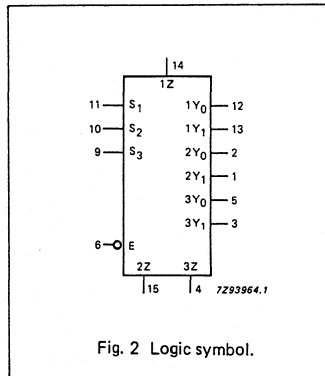 14
1Z
11 S1 1Y0 12
10 S2 1Y1 13
9 S3 2Y0 2
2Y1 1
3Y0 5
3Y1 3
6 E
2Z 3Z
15 4 7Z93964.1
Fig. 2 Logic symbol.